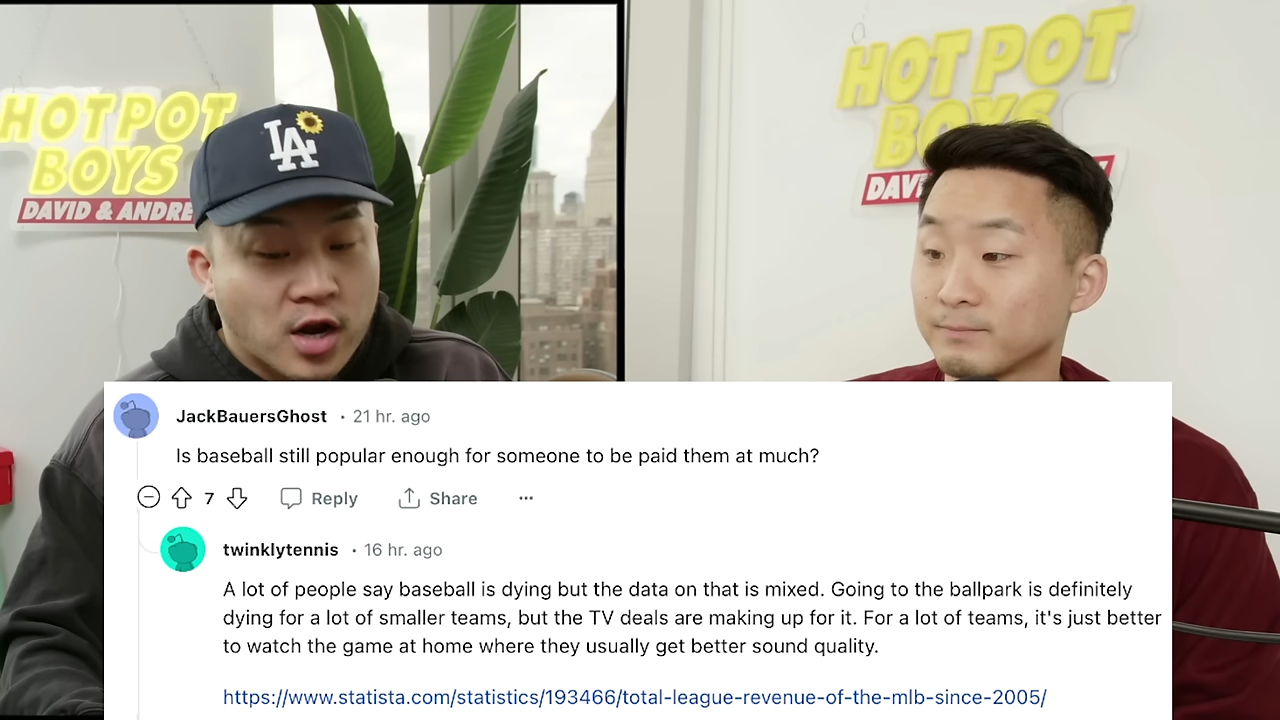 HOT POT
BOYS
DAVID & ANDRE
LA
HOT POT
BOYS
DAV
JackBauersGhost · 21 hr. ago
Is baseball still popular enough for someone to be paid them at much?
7 Reply Share ...
twinklytennis · 16 hr. ago
A lot of people say baseball is dying but the data on that is mixed. Going to the ballpark is definitely
dying for a lot of smaller teams, but the TV deals are making up for it. For a lot of teams, it's just better
to watch the game at home where they usually get better sound quality.
https://www.statista.com/statistics/193466/total-league-revenue-of-the-mlb-since-2005/